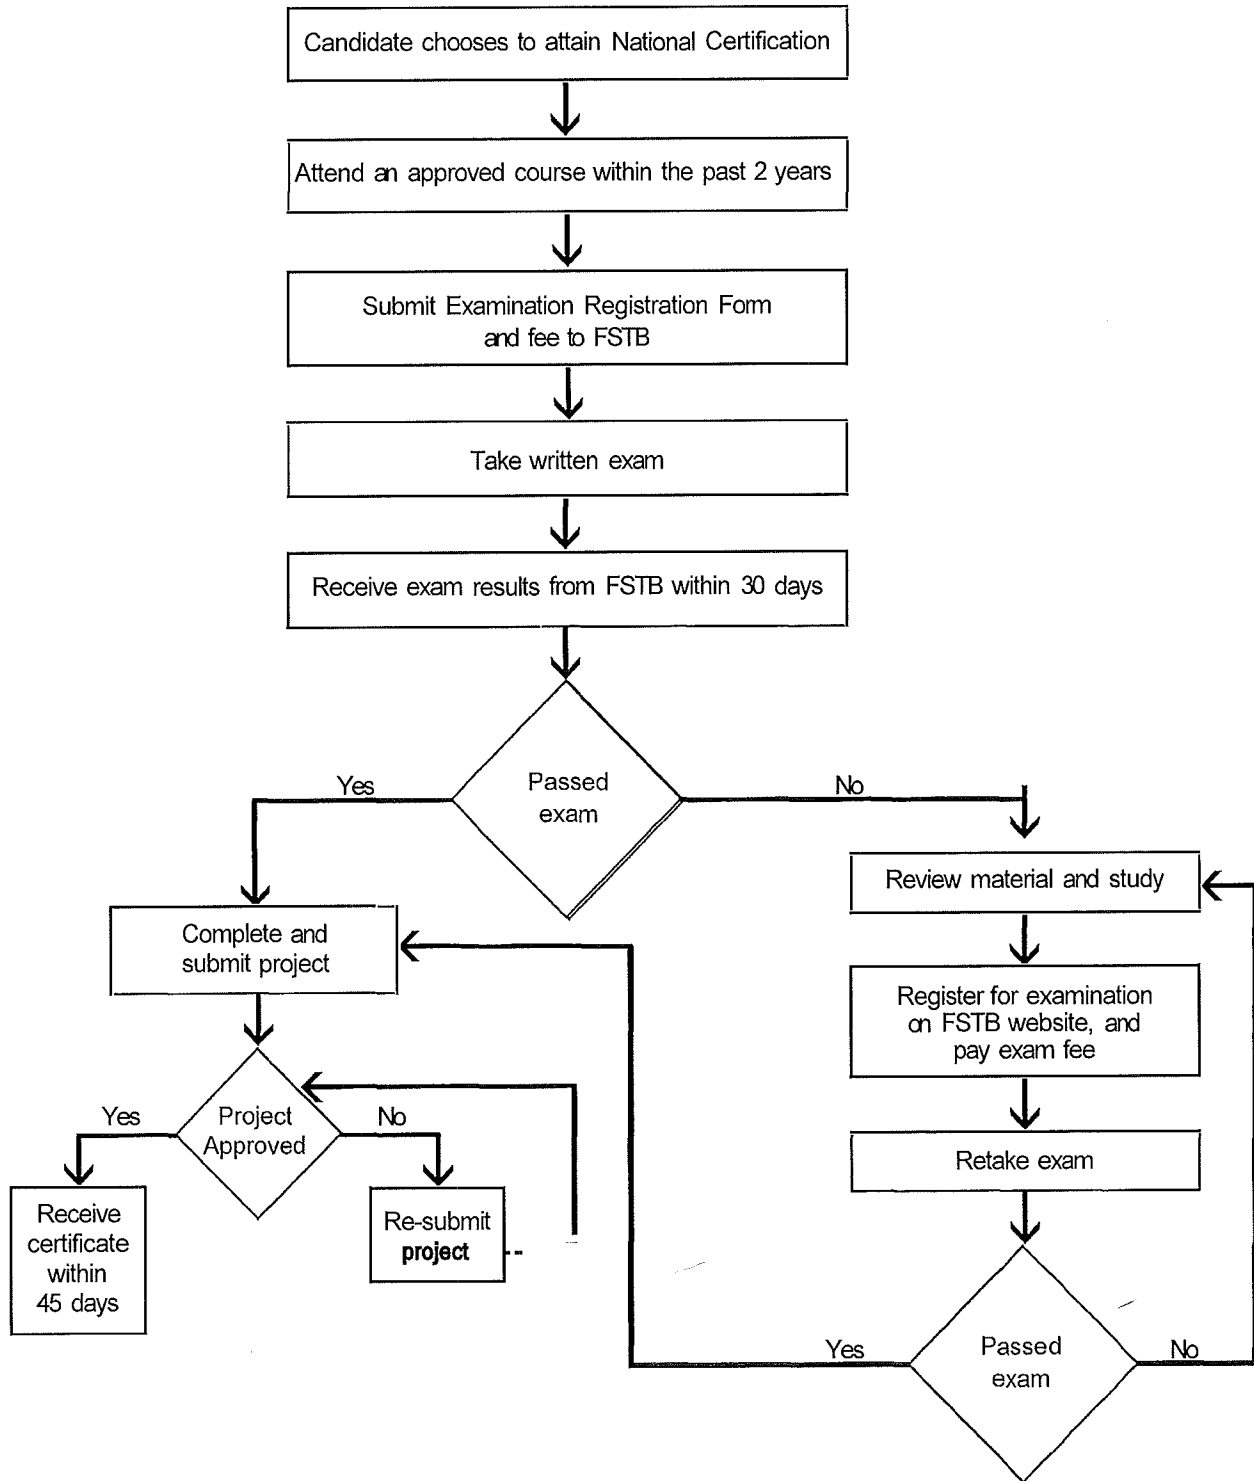 Candidate chooses to attain National Certification
Attend an approved course within the past 2 years
Submit Examination Registration Form
and fee to FSTB
Take written exam
Receive exam results from FSTB within 30 days
Passed
exam
Yes
No
Review material and study
Complete and
submit project
Register for examination
on FSTB website, and
pay exam fee
Project
Approved
Yes
No
Retake exam
Receive
certificate
within
45 days
Re-submit
project
Passed
exam
Yes
No